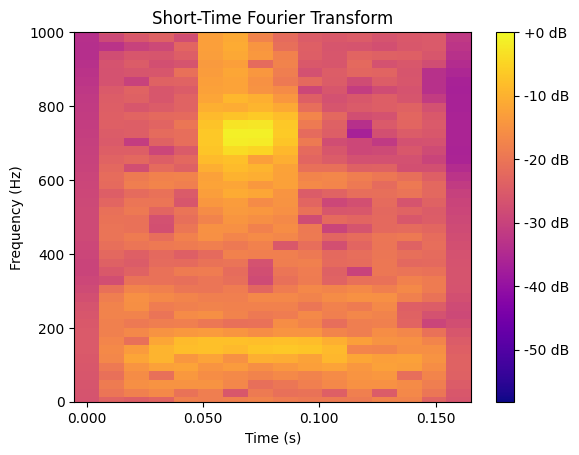 Short-Time Fourier Transform
1000
800
600
400
200
0
Frequency (Hz)
0.000
0.050
0.100
0.150
Time (s)
+0 dB
-10 dB
-20 dB
-30 dB
-40 dB
-50 dB